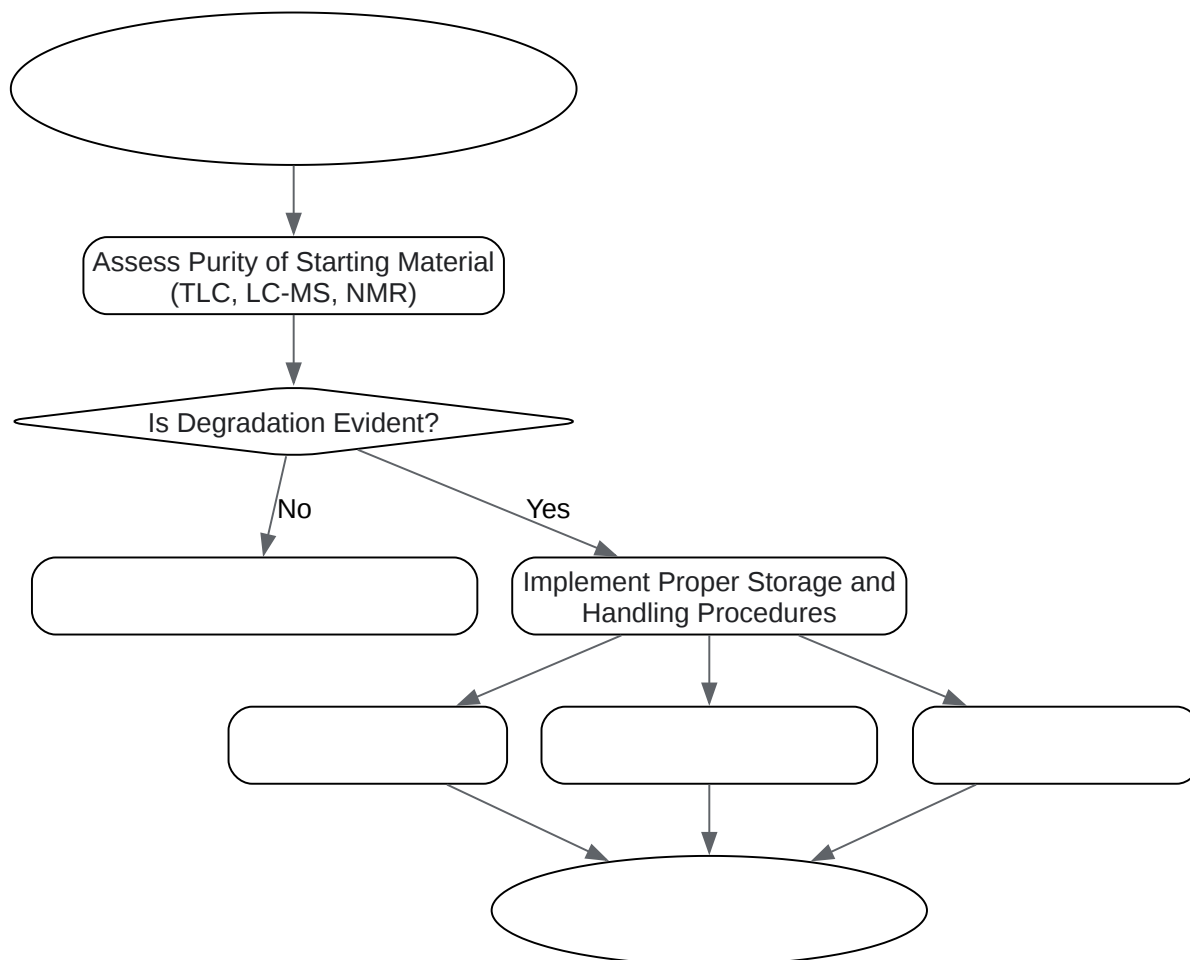 Assess Purity of Starting Material
(TLC, LC-MS, NMR)
Is Degradation Evident?
No
Yes
Implement Proper Storage and
Handling Procedures